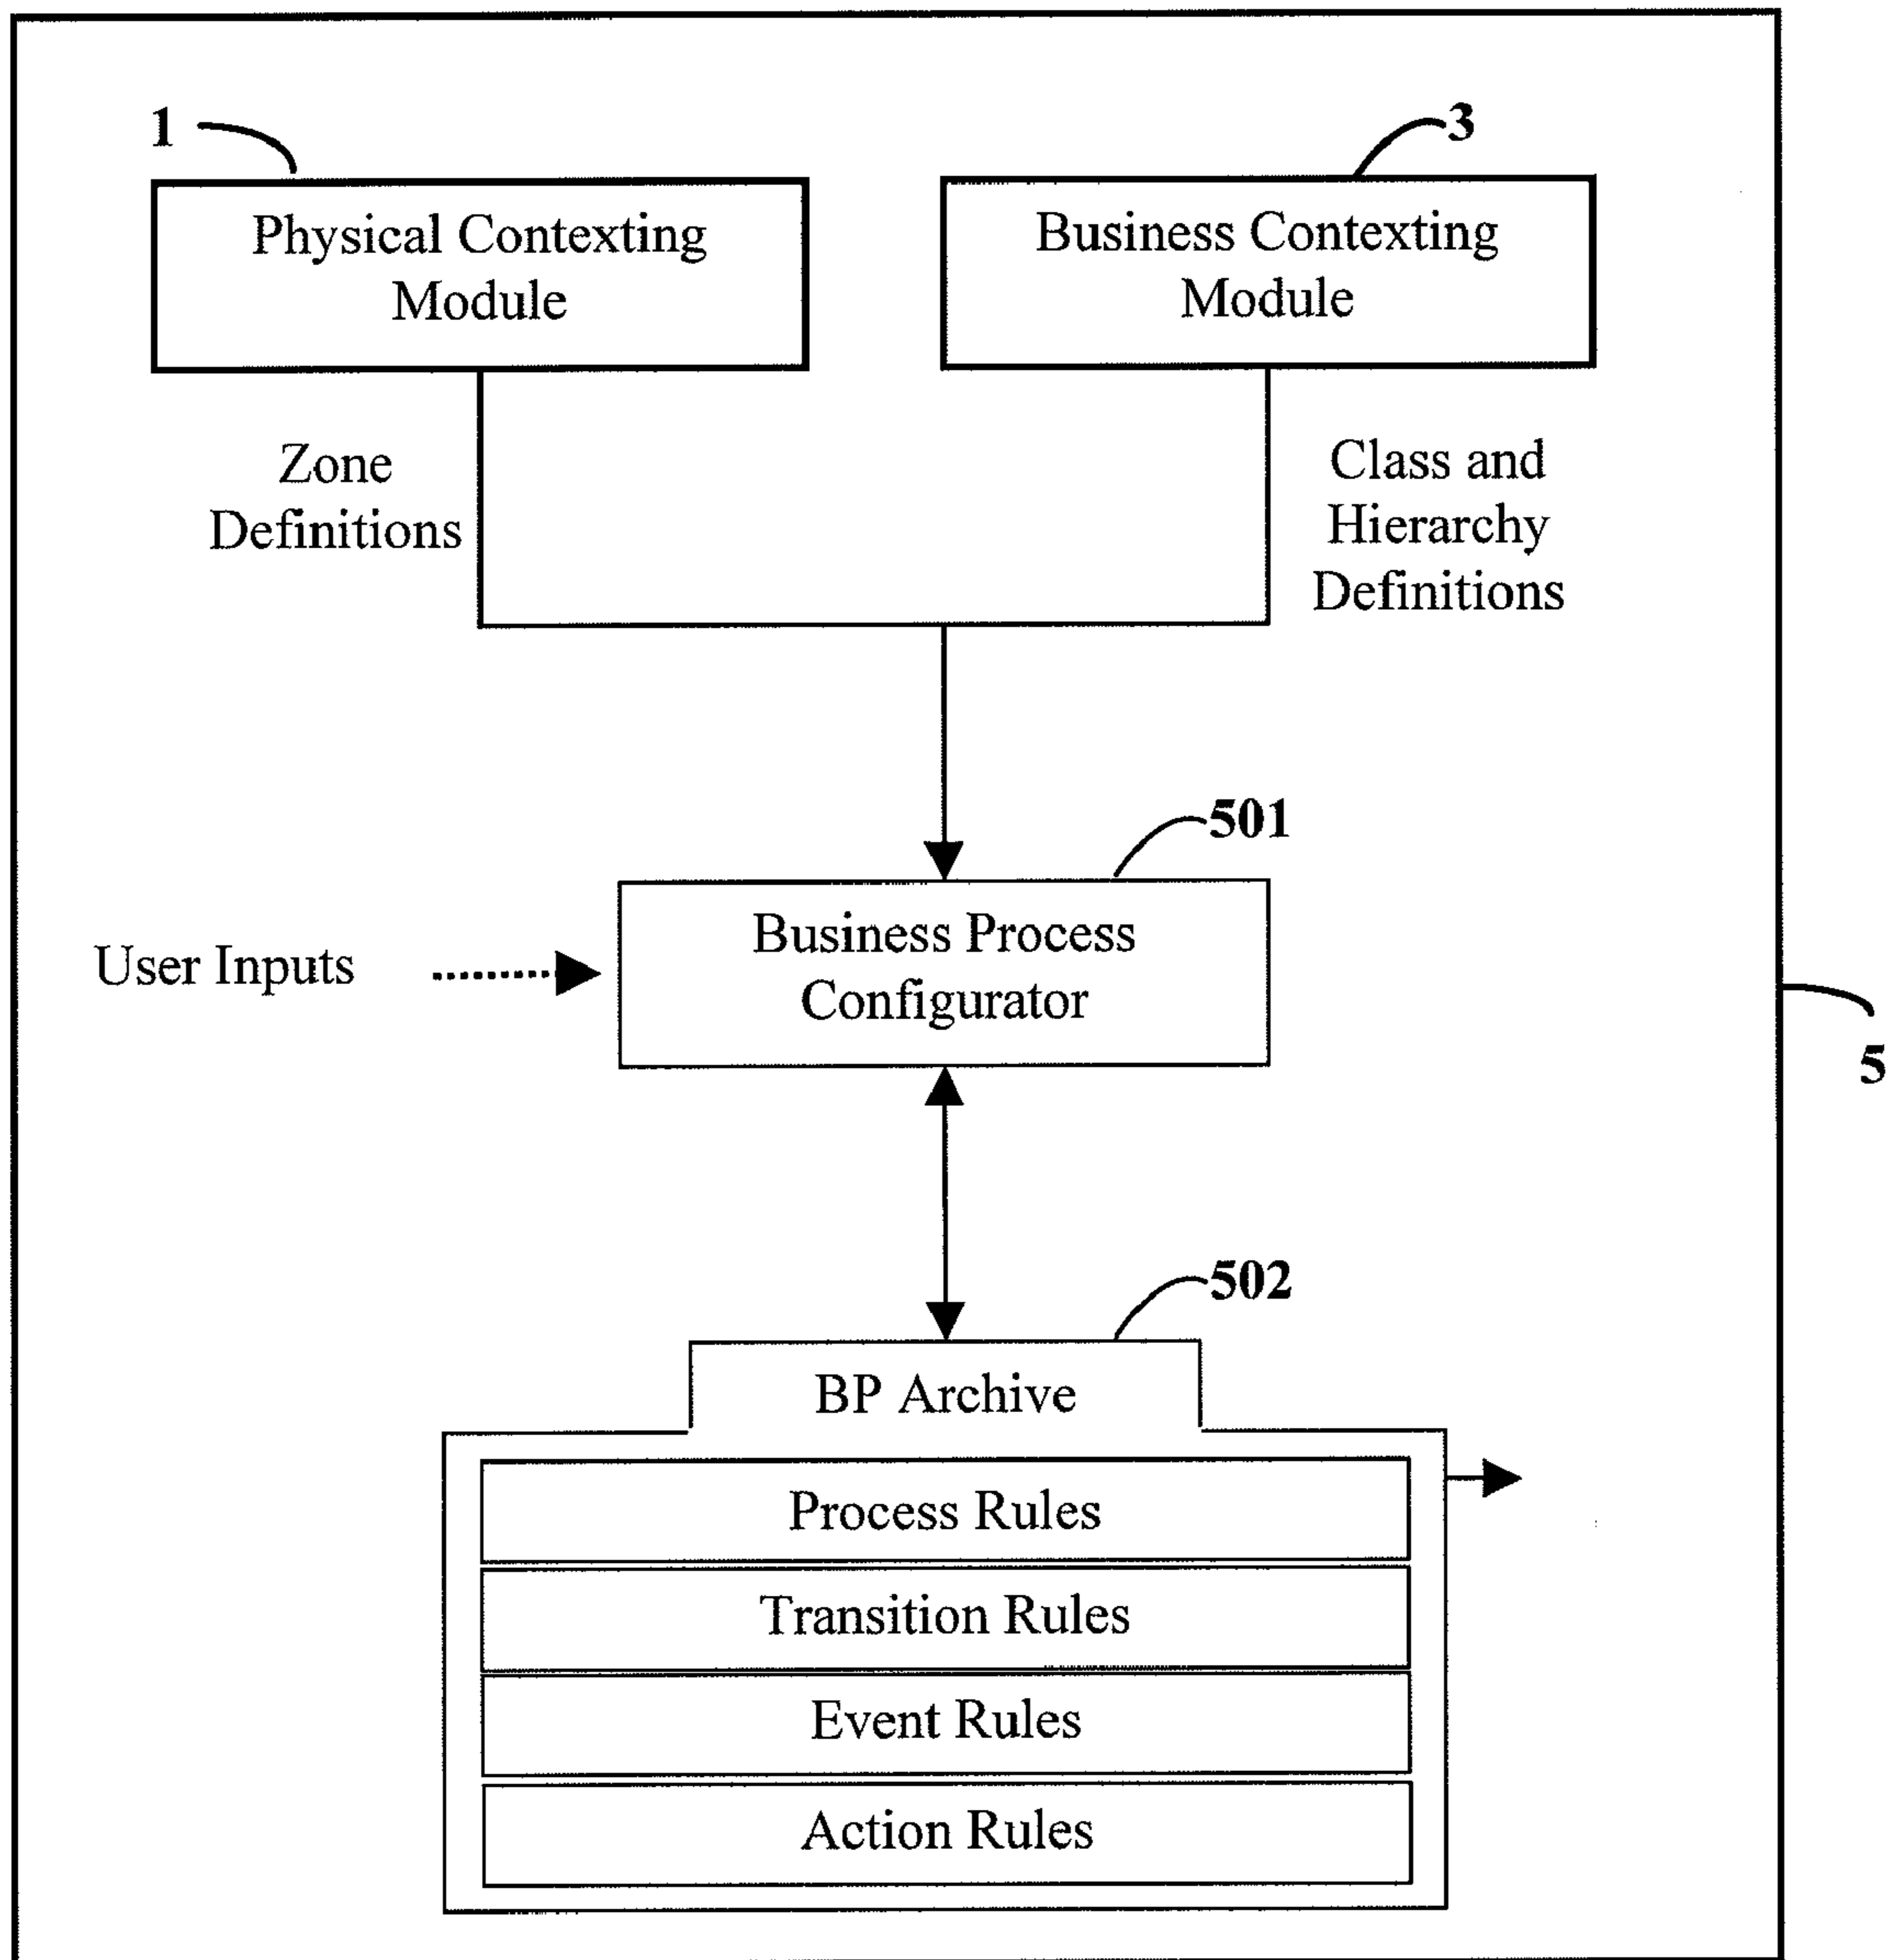 1
3
Physical Contexting
Module
Business Contexting
Module
Zone
Definitions
Class and
Hierarchy
Definitions
501
Business Process
Configurator
User Inputs
5
502
BP Archive
Process Rules
Transition Rules
Event Rules
Action Rules